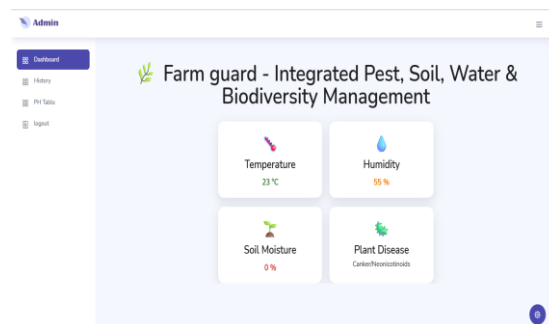 Admin
Dashboard
History
PH Table
logout
Farm guard - Integrated Pest, Soil, Water &
Biodiversity Management
Temperature
23 °C
Humidity
55 %
Soil Moisture
0 %
Plant Disease
Canker/Neonicotinoids